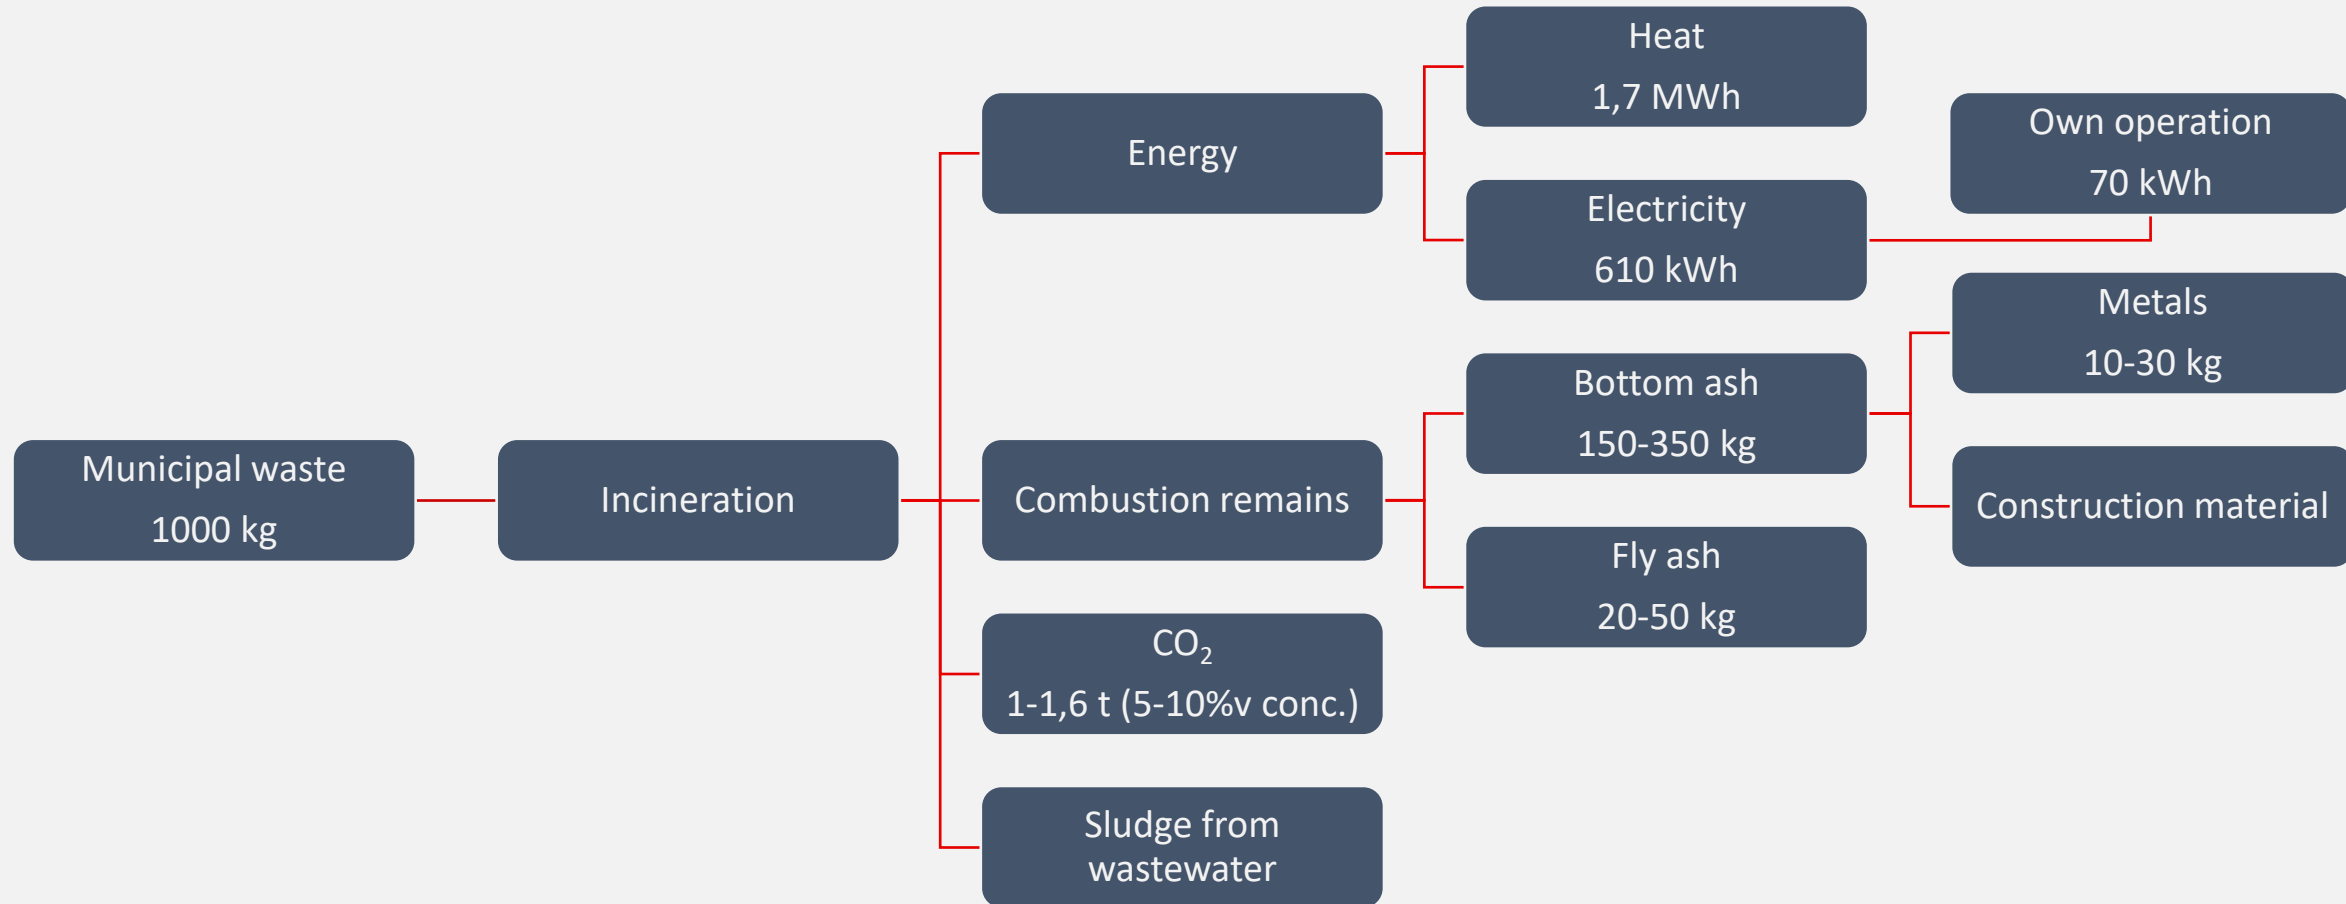 Municipal waste
1000 kg
Incineration
Energy
Heat
1,7 MWh
Electricity
610 kWh
Own operation
70 kWh
Combustion remains
Bottom ash
150-350 kg
Metals
10-30 kg
Construction material
Fly ash
20-50 kg
CO₂
1-1,6 t (5-10%v conc.)
Sludge from
wastewater